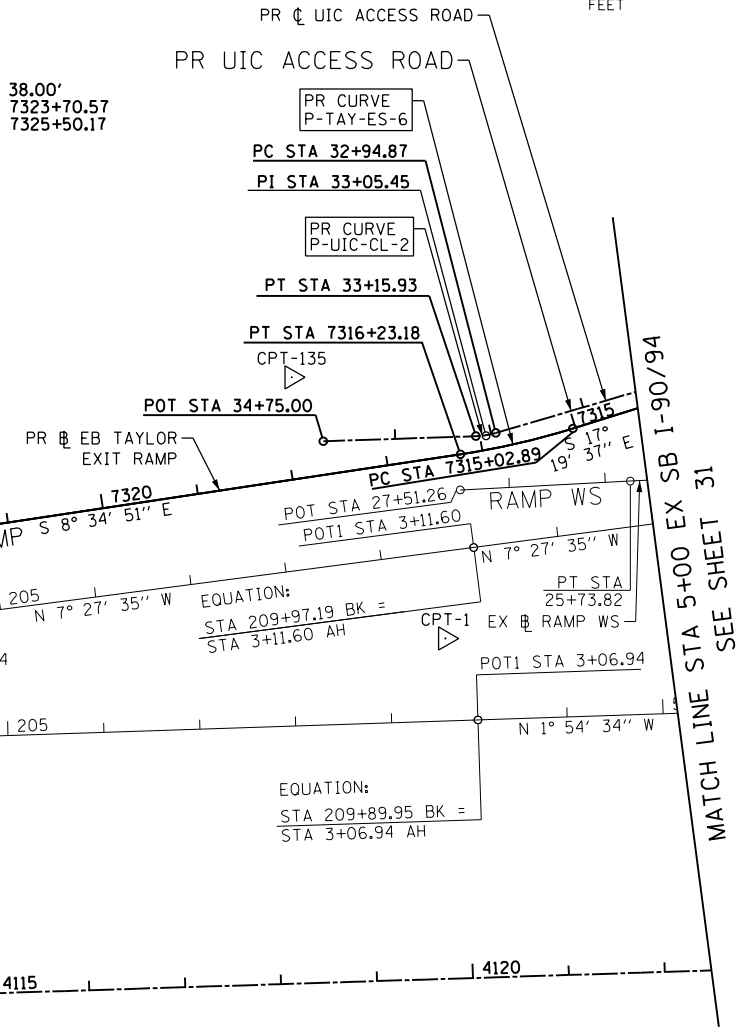 FEET
PR ℄ UIC ACCESS ROAD
PR UIC ACCESS ROAD
38.00'
7323+70.57
7325+50.17
PR CURVE
P-TAY-ES-6
PC STA 32+94.87
PI STA 33+05.45
PR CURVE
P-UIC-CL-2
PT STA 33+15.93
PT STA 7316+23.18
CPT-135
POT STA 34+75.00
PR B EB TAYLOR
EXIT RAMP
7315
S 17°
19' 37'' E
PC STA 7315+02.89
7320
MP S 8° 34' 51'' E
POT STA 27+51.26
RAMP WS
POT1 STA 3+11.60
N 7° 27' 35'' W
205
N 7° 27' 35'' W
EQUATION:
STA 209+97.19 BK =
STA 3+11.60 AH
PT STA
25+73.82
CPT-1
EX B RAMP WS
4
POT1 STA 3+06.94
205
5
N 1° 54' 34'' W
EQUATION:
STA 209+89.95 BK =
STA 3+06.94 AH
MATCH LINE STA 5+00 EX SB I-90/94
SEE SHEET 31
4115
4120